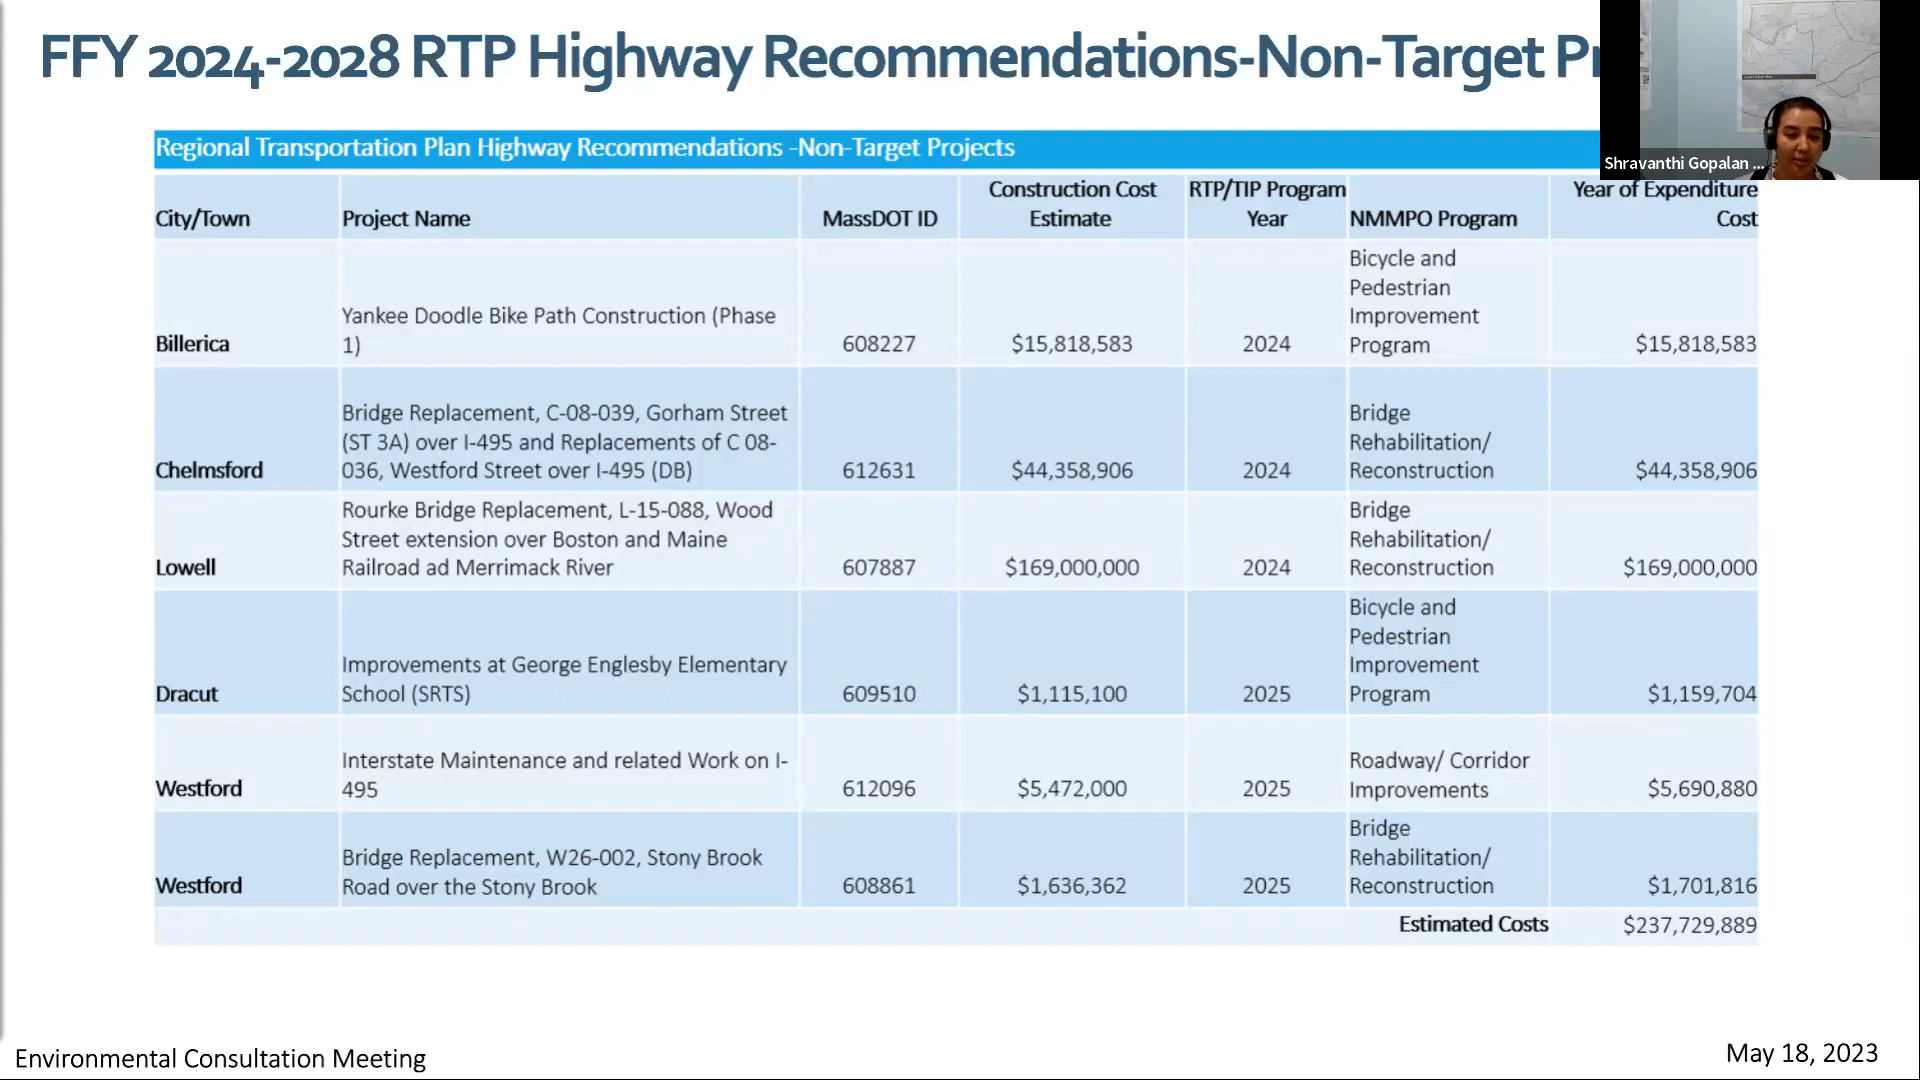 FFY 2024-2028 RTP Highway Recommendations-Non-Target
Shravanthi Gopalan ...
Regional Transportation Plan Highway Recommendations -Non-Target Projects
City/Town Project Name MassDOT ID Construction Cost Estimate RTP/TIP Program Year NMMPO Program Year of Expenditure Cost
Billerica Yankee Doodle Bike Path Construction (Phase 1) 608227 $15,818,583 2024 Bicycle and Pedestrian Improvement Program $15,818,583
Chelmsford Bridge Replacement, C-08-039, Gorham Street (ST 3A) over I-495 and Replacements of C 08-036, Westford Street over I-495 (DB) 612631 $44,358,906 2024 Bridge Rehabilitation/ Reconstruction $44,358,906
Lowell Rourke Bridge Replacement, L-15-088, Wood Street extension over Boston and Maine Railroad ad Merrimack River 607887 $169,000,000 2024 Bridge Rehabilitation/ Reconstruction $169,000,000
Dracut Improvements at George Englesby Elementary School (SRTS) 609510 $1,115,100 2025 Bicycle and Pedestrian Improvement Program $1,159,704
Westford Interstate Maintenance and related Work on I-495 612096 $5,472,000 2025 Roadway/ Corridor Improvements $5,690,880
Westford Bridge Replacement, W26-002, Stony Brook Road over the Stony Brook 608861 $1,636,362 2025 Bridge Rehabilitation/ Reconstruction $1,701,816
Estimated Costs $237,729,889
Environmental Consultation Meeting
May 18, 2023